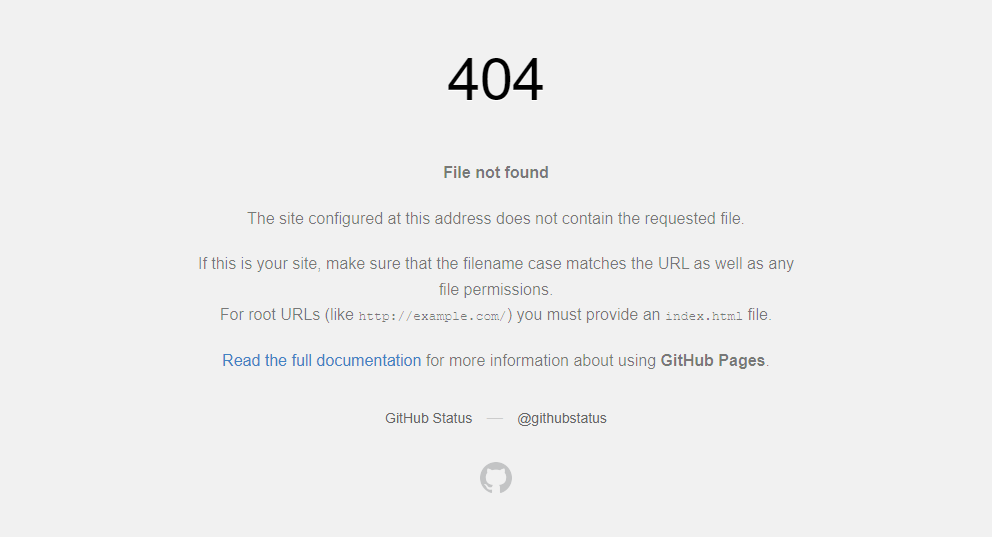 404
File not found
The site configured at this address does not contain the requested file.
If this is your site, make sure that the filename case matches the URL as well as any
file permissions.
For root URLs (like http://example.com/) you must provide an index.html file.
Read the full documentation for more information about using GitHub Pages.
GitHub Status — @githubstatus